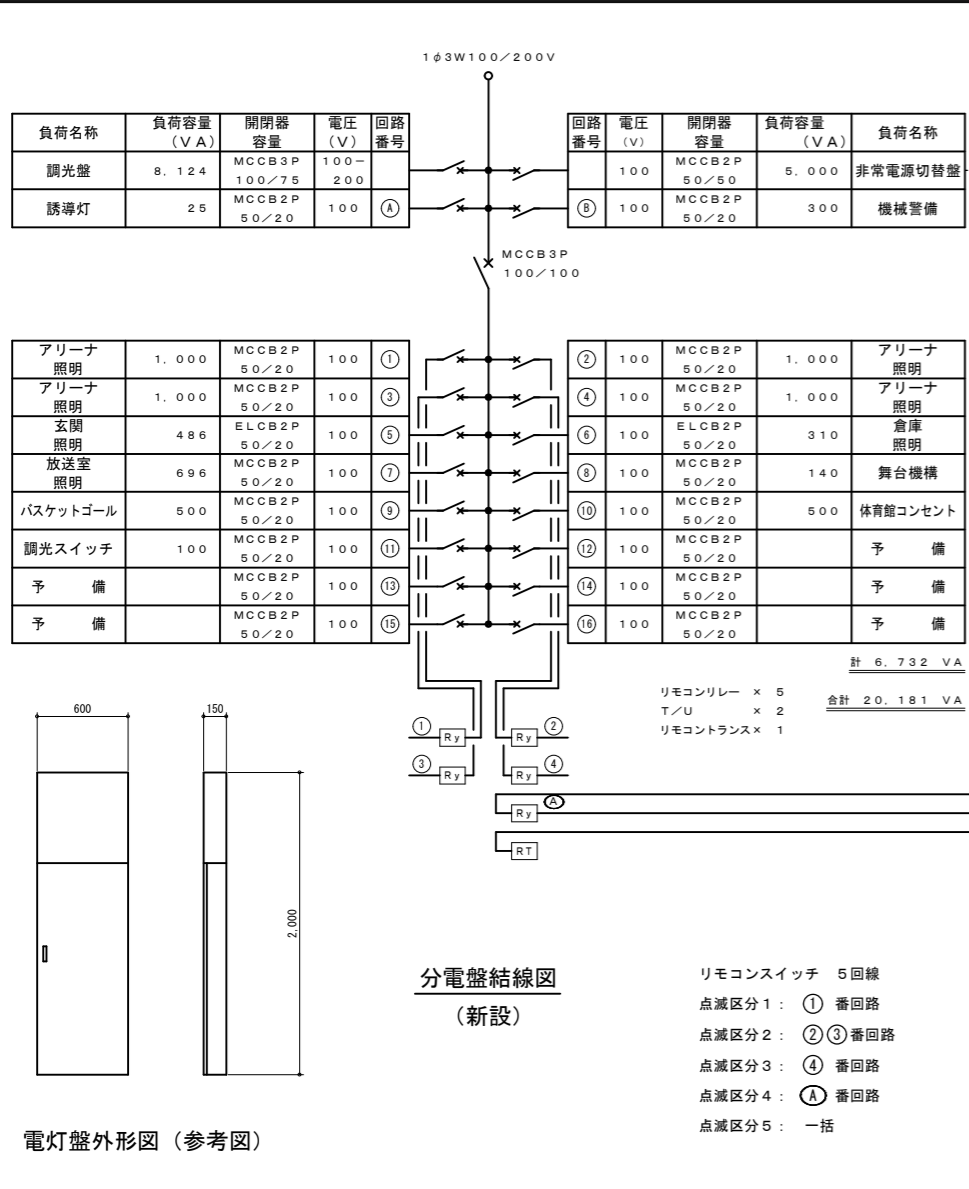 1φ3W100/200V
負荷名称 負荷容量(VA) 開閉器容量 電圧(V) 回路番号
調光盤 8,124 MCCB3P 100/75 100-200
誘導灯 25 MCCB2P 50/20 100 Ⓐ
回路番号 電圧(V) 開閉器容量 負荷容量(VA) 負荷名称
100 MCCB2P 50/50 5,000 非常電源切替盤
Ⓑ 100 MCCB2P 50/20 300 機械警備
MCCB3P
100/100
アリーナ照明 1,000 MCCB2P 50/20 100 ①
アリーナ照明 1,000 MCCB2P 50/20 100 ③
玄関照明 486 ELCB2P 50/20 100 ⑤
放送室照明 696 MCCB2P 50/20 100 ⑦
バスケットゴール 500 MCCB2P 50/20 100 ⑨
調光スイッチ 100 MCCB2P 50/20 100 ⑪
予 備 MCCB2P 50/20 100 ⑬
予 備 MCCB2P 50/20 100 ⑮
② 100 MCCB2P 50/20 1,000 アリーナ照明
④ 100 MCCB2P 50/20 1,000 アリーナ照明
⑥ 100 ELCB2P 50/20 310 倉庫照明
⑧ 100 MCCB2P 50/20 140 舞台機構
⑩ 100 MCCB2P 50/20 500 体育館コンセント
⑫ 100 MCCB2P 50/20 予 備
⑭ 100 MCCB2P 50/20 予 備
⑯ 100 MCCB2P 50/20 予 備
計 6,732 VA
合計 20,181 VA
リモコンリレー × 5
T/U × 2
リモコントランス× 1
① Ry
② Ry
③ Ry
④ Ry
Ry Ⓐ
RT
600
150
2,000
分電盤結線図
(新設)
リモコンスイッチ 5回線
点滅区分1: ① 番回路
点滅区分2: ②③番回路
点滅区分3: ④ 番回路
点滅区分4: Ⓐ 番回路
点滅区分5: 一括
電灯盤外形図(参考図)